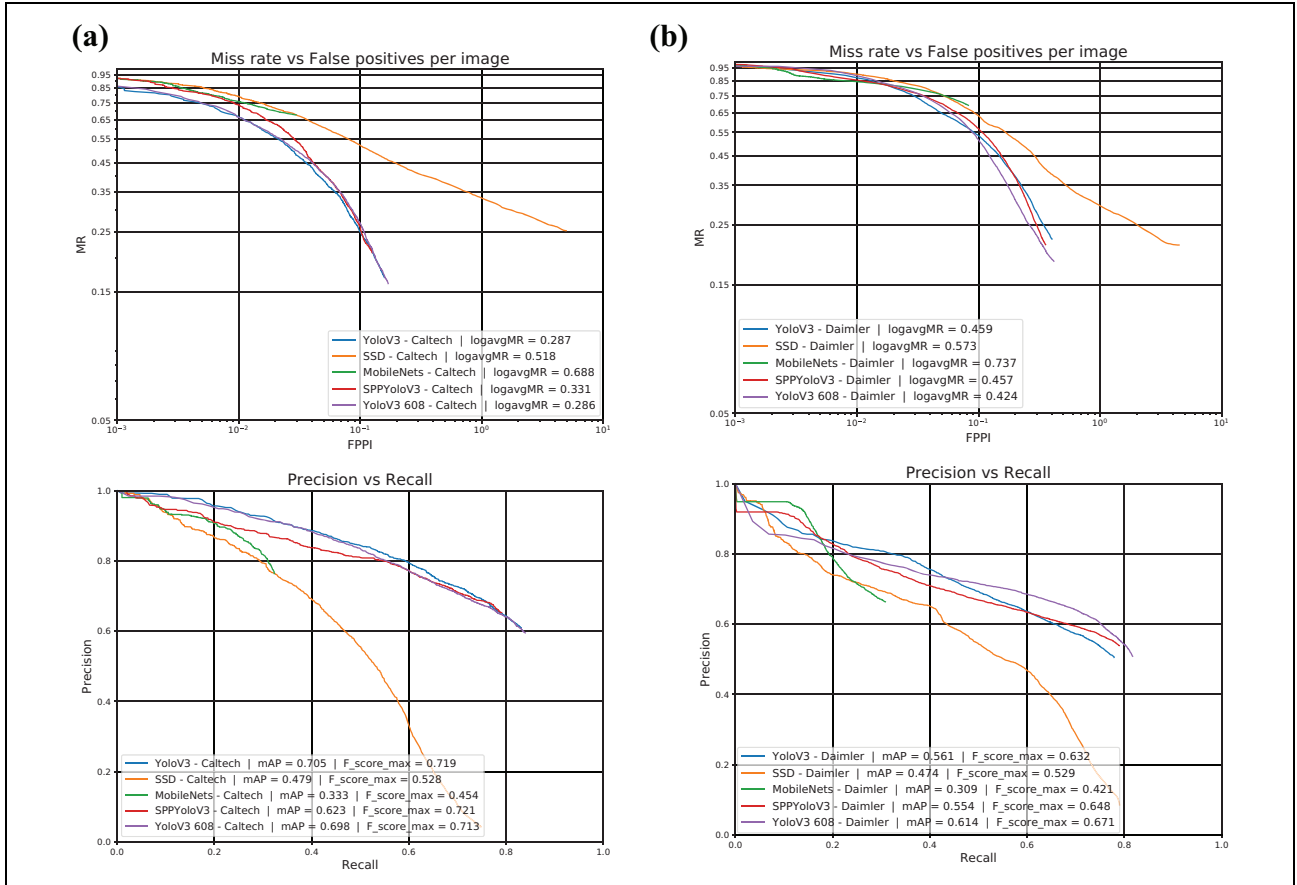 (a)
Miss rate vs False positives per image
0.95
0.85
0.75
0.65
0.55
0.45
0.35
0.25
0.15
0.05
MR
YoloV3 - Caltech | logavgMR = 0.287
SSD - Caltech | logavgMR = 0.518
MobileNets - Caltech | logavgMR = 0.688
SPPYoloV3 - Caltech | logavgMR = 0.331
YoloV3 608 - Caltech | logavgMR = 0.286
10⁻³ 10⁻² 10⁻¹ 10⁰ 10¹
FPPI
(b)
Miss rate vs False positives per image
0.95
0.85
0.75
0.65
0.55
0.45
0.35
0.25
0.15
0.05
MR
YoloV3 - Daimler | logavgMR = 0.459
SSD - Daimler | logavgMR = 0.573
MobileNets - Daimler | logavgMR = 0.737
SPPYoloV3 - Daimler | logavgMR = 0.457
YoloV3 608 - Daimler | logavgMR = 0.424
10⁻³ 10⁻² 10⁻¹ 10⁰ 10¹
FPPI
Precision vs Recall
1.0
0.8
0.6
0.4
0.2
0.0
Precision
YoloV3 - Caltech | mAP = 0.705 | F_score_max = 0.719
SSD - Caltech | mAP = 0.479 | F_score_max = 0.528
MobileNets - Caltech | mAP = 0.333 | F_score_max = 0.454
SPPYoloV3 - Caltech | mAP = 0.623 | F_score_max = 0.721
YoloV3 608 - Caltech | mAP = 0.698 | F_score_max = 0.713
0.0 0.2 0.4 0.6 0.8 1.0
Recall
Precision vs Recall
1.0
0.8
0.6
0.4
0.2
0.0
Precision
YoloV3 - Daimler | mAP = 0.561 | F_score_max = 0.632
SSD - Daimler | mAP = 0.474 | F_score_max = 0.529
MobileNets - Daimler | mAP = 0.309 | F_score_max = 0.421
SPPYoloV3 - Daimler | mAP = 0.554 | F_score_max = 0.648
YoloV3 608 - Daimler | mAP = 0.614 | F_score_max = 0.671
0.0 0.2 0.4 0.6 0.8 1.0
Recall